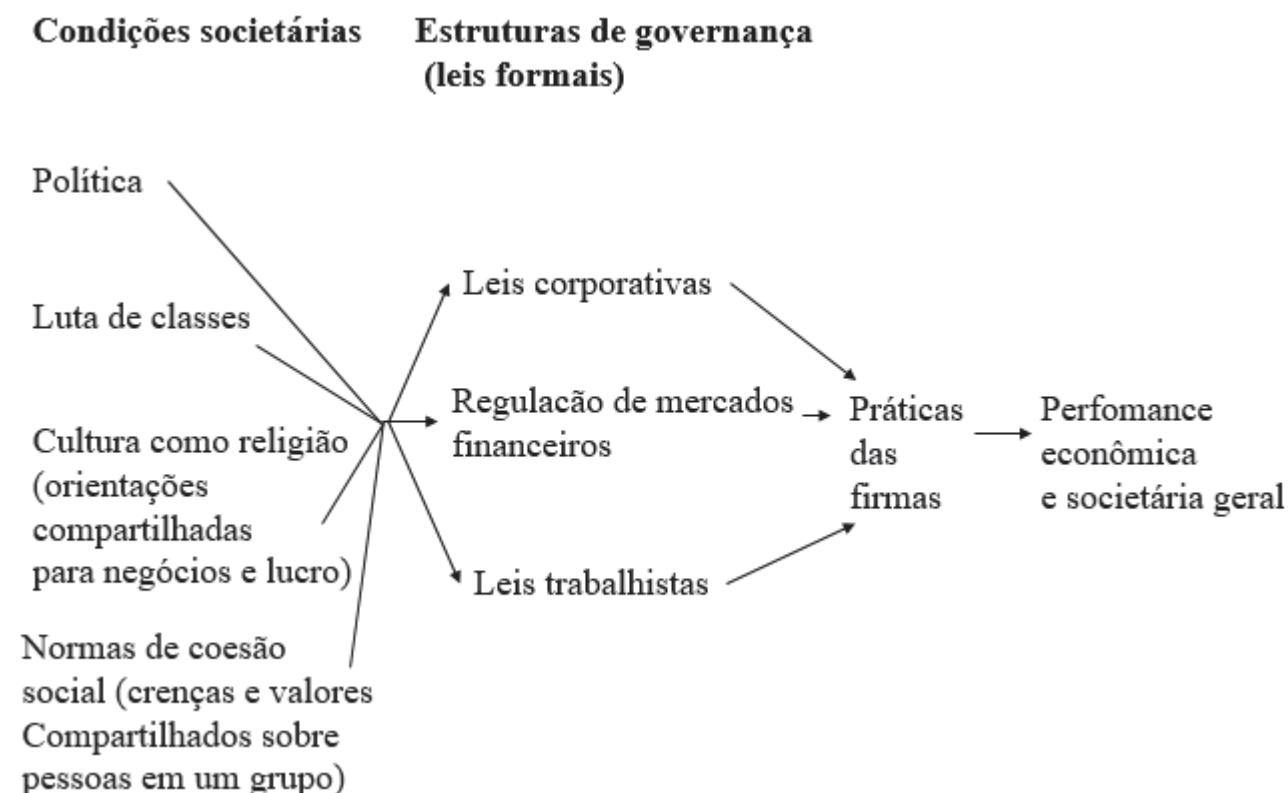 Condições societárias
Estruturas de governança
(leis formais)
Política
Luta de classes
Cultura como religião
(orientações
compartilhadas
para negócios e lucro)
Normas de coesão
social (crenças e valores
Compartilhados sobre
pessoas em um grupo)
Leis corporativas
Regulacão de mercados
financeiros
Leis trabalhistas
Práticas
das
firmas
Perfomance
econômica
e societária geral